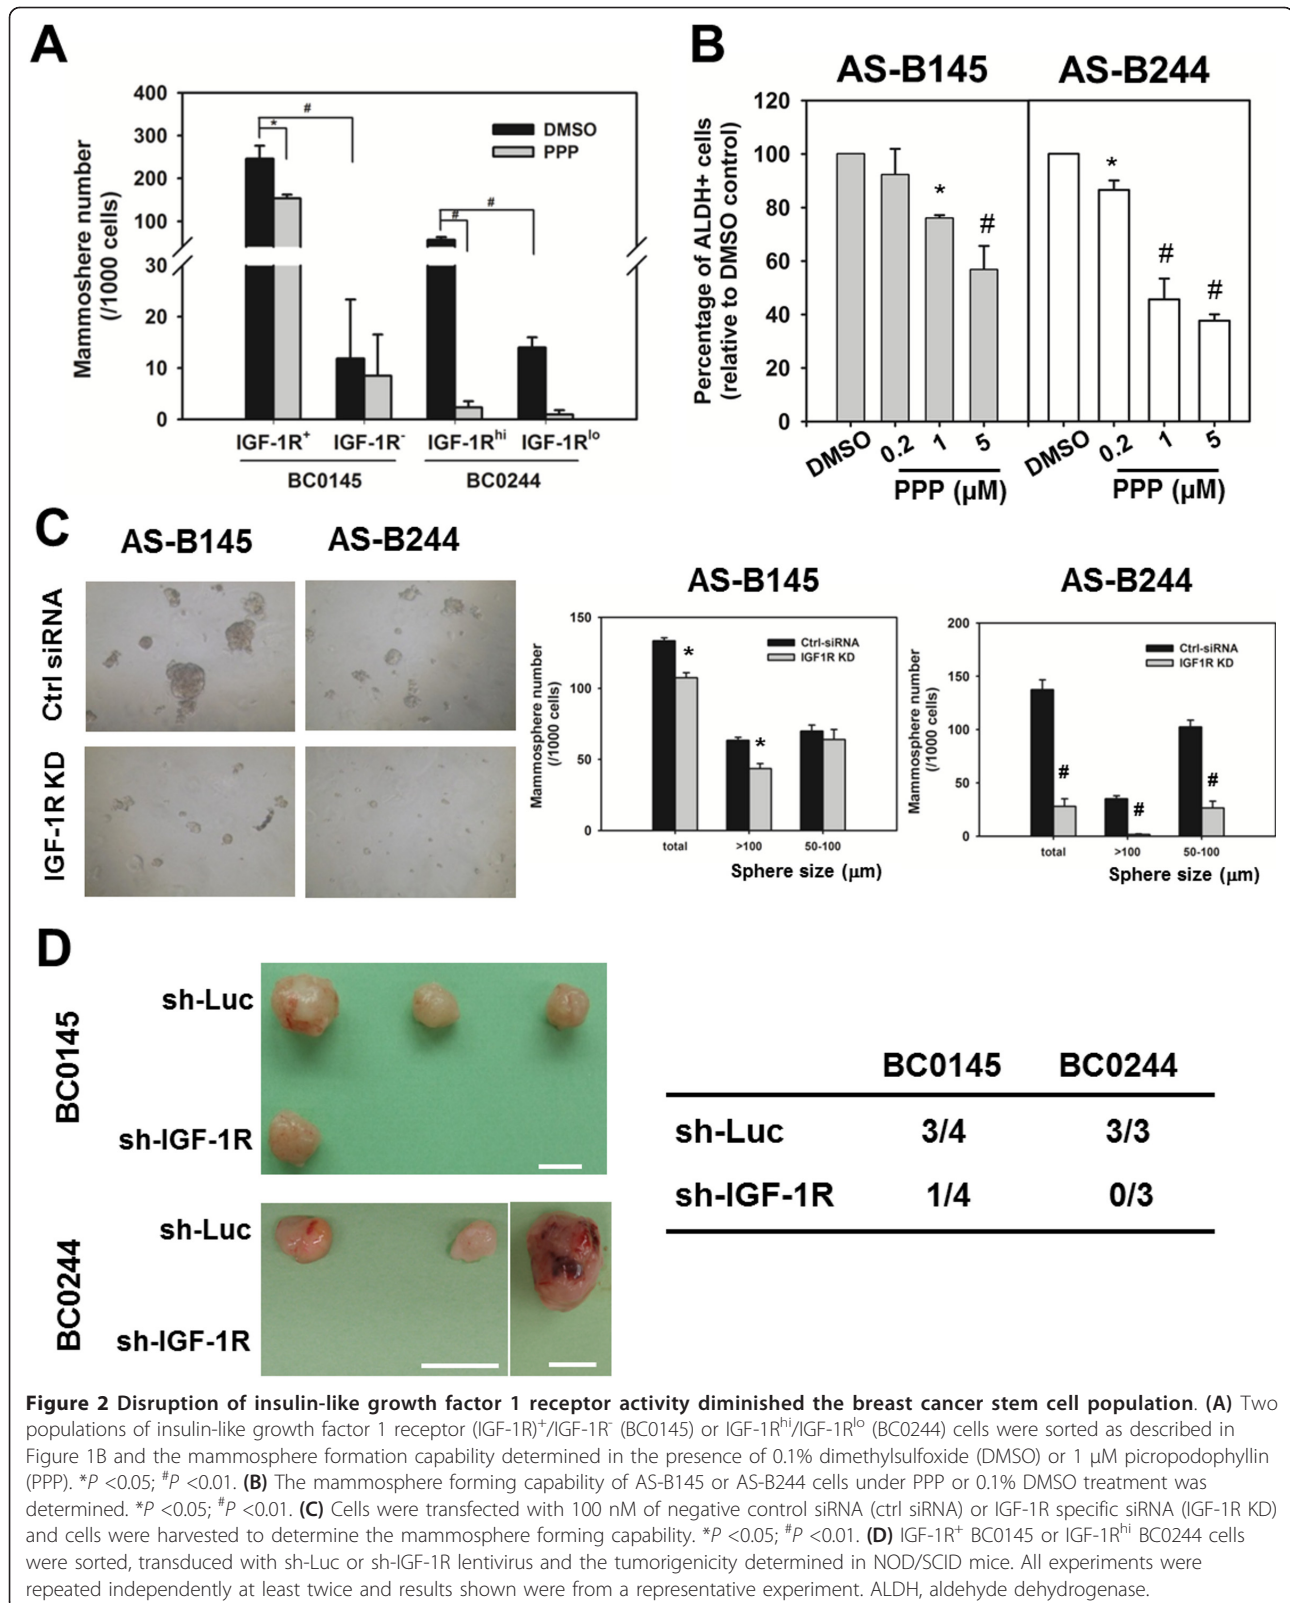 A
400
300
200
100
30
20
10
0
Mammoshere number
(/1000 cells)
DMSO
PPP
*
#
#
#
IGF-1R⁺ IGF-1R⁻ IGF-1Rʰⁱ IGF-1Rˡᵒ
BC0145 BC0244
B
AS-B145 AS-B244
120
100
80
60
40
20
0
Percentage of ALDH+ cells
(relative to DMSO control)
*
#
*
#
#
DMSO 0.2 1 5 DMSO 0.2 1 5
PPP (µM) PPP (µM)
C
AS-B145 AS-B244
Ctrl siRNA
IGF-1R KD
AS-B145
150
100
50
0
Mammosphere number
(/1000 cells)
Ctrl-siRNA
IGF1R KD
*
*
total >100 50-100
Sphere size (µm)
AS-B244
200
150
100
50
0
Mammosphere number
(/1000 cells)
Ctrl-siRNA
IGF1R KD
#
#
#
total >100 50-100
Sphere size (µm)
D
BC0145
sh-Luc
sh-IGF-1R
BC0244
sh-Luc
sh-IGF-1R
BC0145 BC0244
sh-Luc 3/4 3/3
sh-IGF-1R 1/4 0/3
Figure 2 Disruption of insulin-like growth factor 1 receptor activity diminished the breast cancer stem cell population. (A) Two
populations of insulin-like growth factor 1 receptor (IGF-1R)⁺/IGF-1R⁻ (BC0145) or IGF-1Rʰⁱ/IGF-1Rˡᵒ (BC0244) cells were sorted as described in
Figure 1B and the mammosphere formation capability determined in the presence of 0.1% dimethylsulfoxide (DMSO) or 1 µM picropodophyllin
(PPP). *P <0.05; #P <0.01. (B) The mammosphere forming capability of AS-B145 or AS-B244 cells under PPP or 0.1% DMSO treatment was
determined. *P <0.05; #P <0.01. (C) Cells were transfected with 100 nM of negative control siRNA (ctrl siRNA) or IGF-1R specific siRNA (IGF-1R KD)
and cells were harvested to determine the mammosphere forming capability. *P <0.05; #P <0.01. (D) IGF-1R⁺ BC0145 or IGF-1Rʰⁱ BC0244 cells
were sorted, transduced with sh-Luc or sh-IGF-1R lentivirus and the tumorigenicity determined in NOD/SCID mice. All experiments were
repeated independently at least twice and results shown were from a representative experiment. ALDH, aldehyde dehydrogenase.